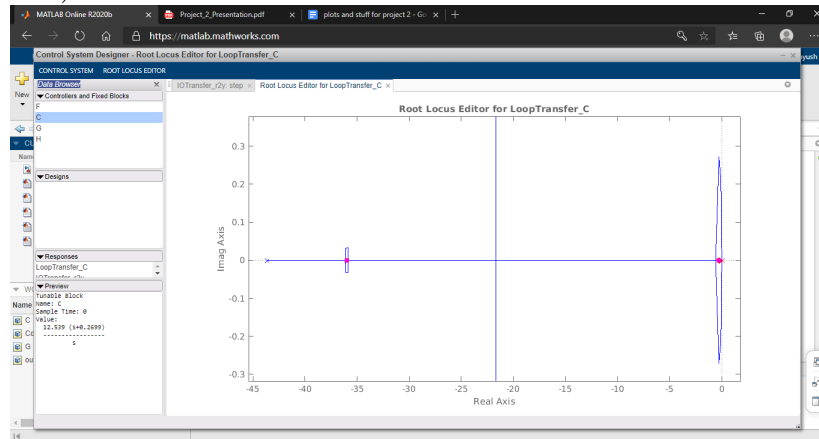 MATLAB Online R2020b
Project_2_Presentation.pdf
plots and stuff for project 2 - Go
https://matlab.mathworks.com
Control System Designer - Root Locus Editor for LoopTransfer_C
CONTROL SYSTEM ROOT LOCUS EDITOR
New
Data Browser
Controllers and Fixed Blocks
F
C
G
H
Designs
Responses
LoopTransfer_C
Preview
Tunable Block
Name: C
Sample Time: 0
Value:
12.539 (s+0.2699)
-----------------
s
IOTransfer_r2y: step
Root Locus Editor for LoopTransfer_C
Root Locus Editor for LoopTransfer_C
Imag Axis
0.3
0.2
0.1
0
-0.1
-0.2
-0.3
-45 -40 -35 -30 -25 -20 -15 -10 -5 0
Real Axis
Name
C
G